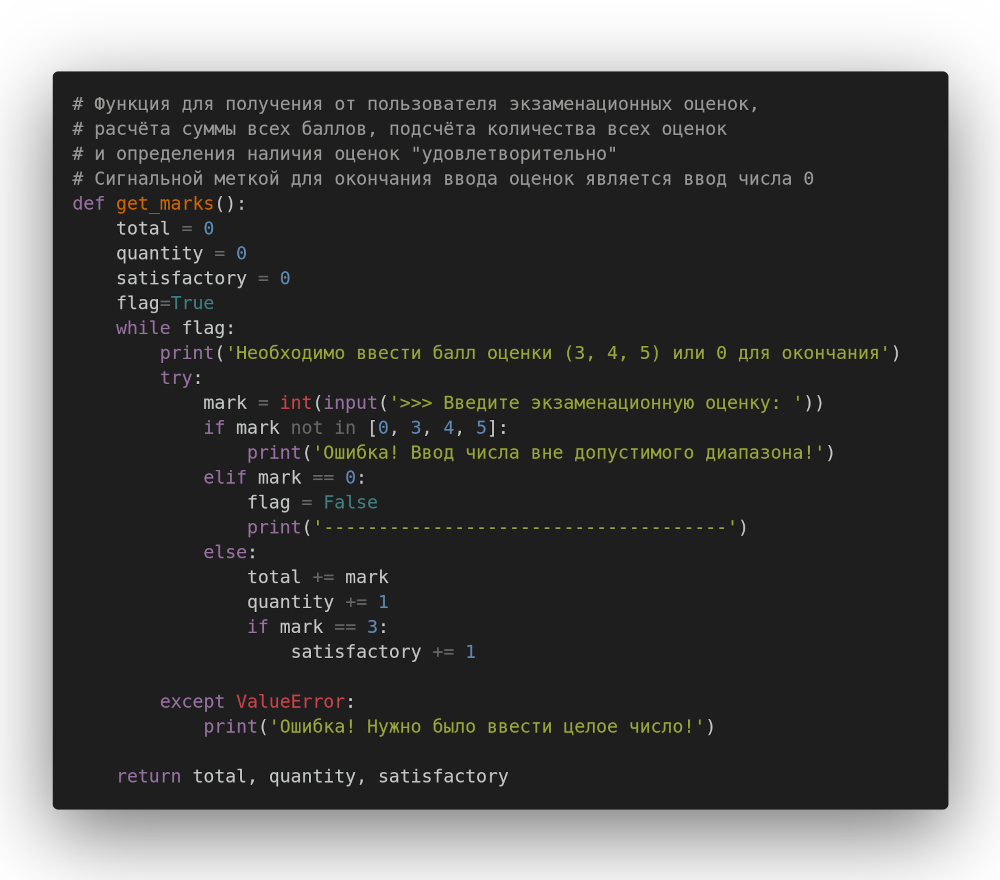 # Функция для получения от пользователя экзаменационных оценок,
# расчёта суммы всех баллов, подсчёта количества всех оценок
# и определения наличия оценок "удовлетворительно"
# Сигнальной меткой для окончания ввода оценок является ввод числа 0
def get_marks():
    total = 0
    quantity = 0
    satisfactory = 0
    flag=True
    while flag:
        print('Необходимо ввести балл оценки (3, 4, 5) или 0 для окончания')
        try:
            mark = int(input('>>> Введите экзаменационную оценку: '))
            if mark not in [0, 3, 4, 5]:
                print('Ошибка! Ввод числа вне допустимого диапазона!')
            elif mark == 0:
                flag = False
                print('-------------------------------------')
            else:
                total += mark
                quantity += 1
                if mark == 3:
                    satisfactory += 1
        except ValueError:
            print('Ошибка! Нужно было ввести целое число!')
    return total, quantity, satisfactory